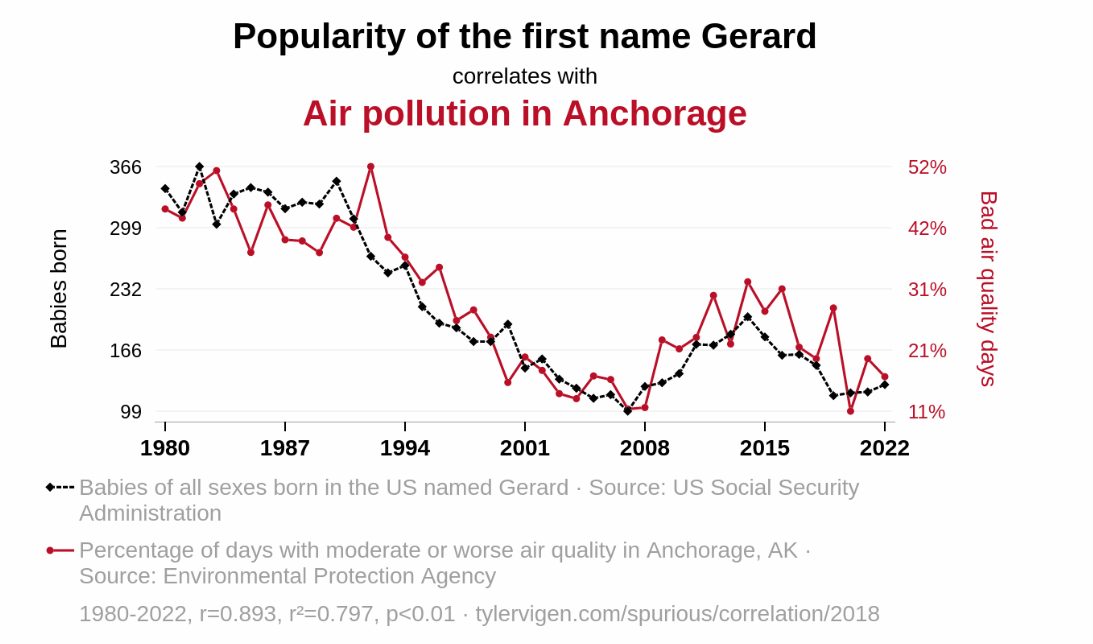 Popularity of the first name Gerard
correlates with
Air pollution in Anchorage
366
299
232
166
99
Babies born
52%
42%
31%
21%
11%
Bad air quality days
1980
1987
1994
2001
2008
2015
2022
Babies of all sexes born in the US named Gerard · Source: US Social Security
Administration
Percentage of days with moderate or worse air quality in Anchorage, AK ·
Source: Environmental Protection Agency
1980-2022, r=0.893, r²=0.797, p<0.01 · tylervigen.com/spurious/correlation/2018